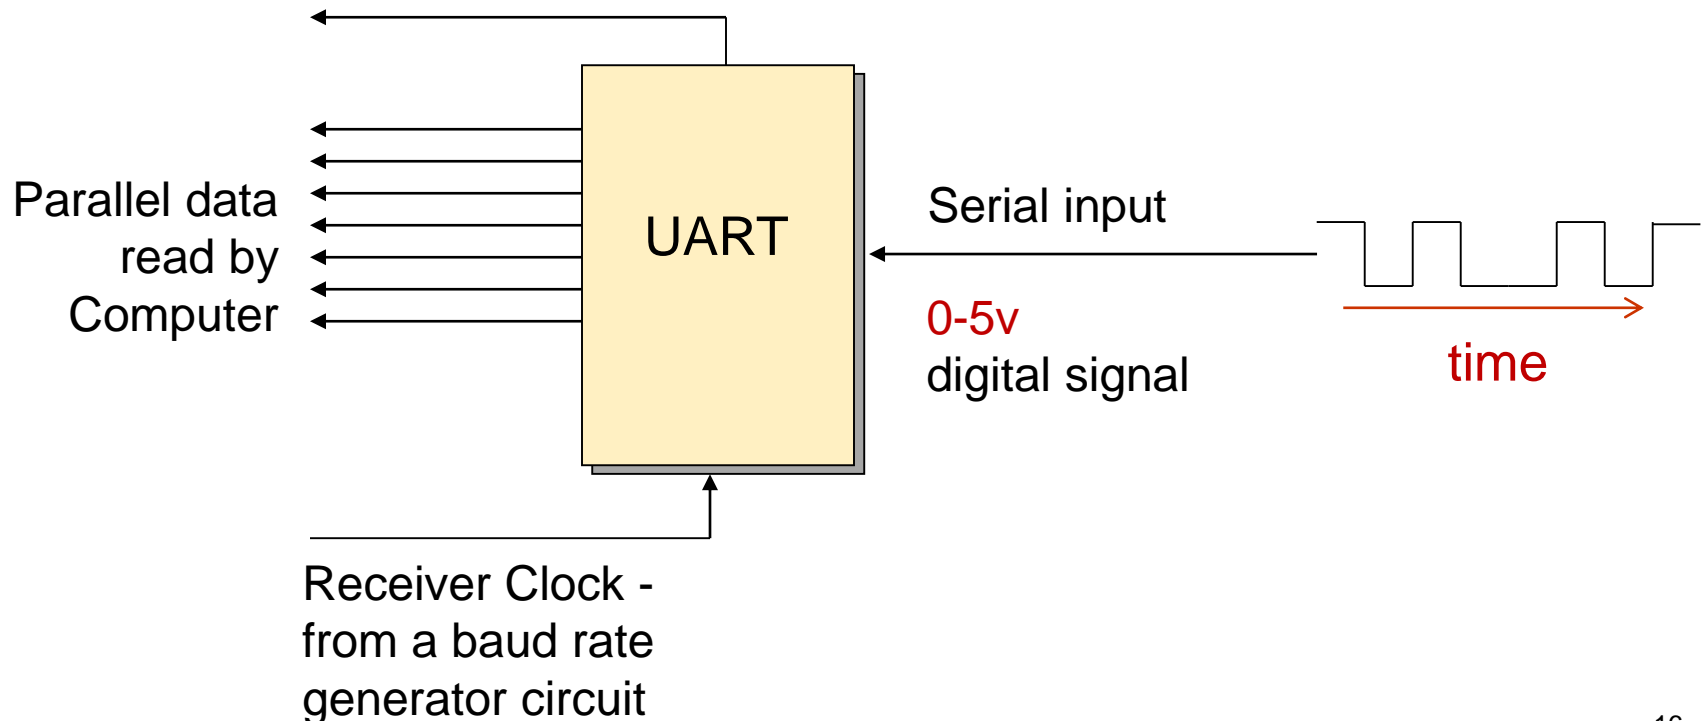 Parallel data
read by
Computer
UART
Serial input
0-5v
digital signal
time
Receiver Clock -
from a baud rate
generator circuit